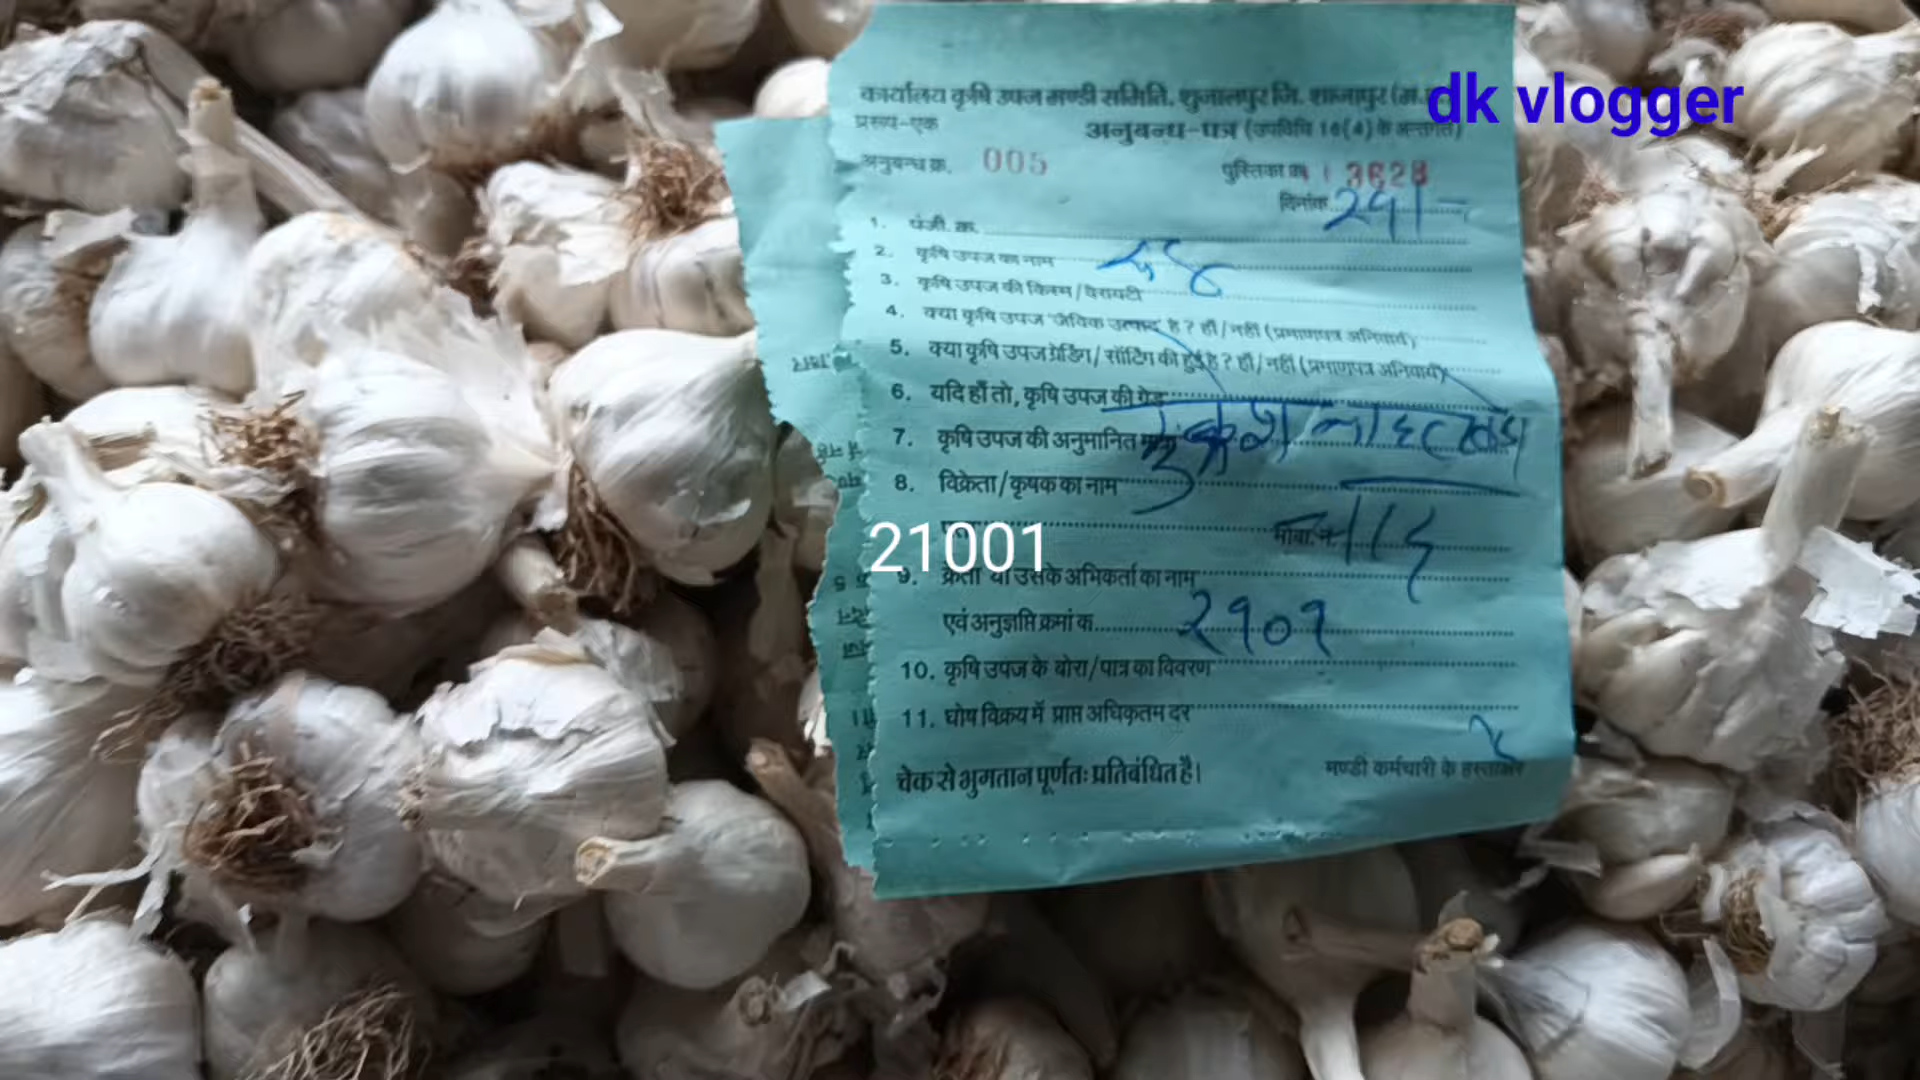 कार्यालय कृषि उपज मण्डी समिति, शुजालपुर जि. शाजापुर (म.
dk vlogger
प्ररूप-एक
अनुबन्ध-पत्र (उपविधि 16(4) के अन्तर्गत)
अनुबन्ध क्र. 005
पुस्तिका क्र. 3628
दिनांक
1. पंजी. क्र.
2. कृषि उपज का नाम
3. कृषि उपज की किस्म/वेरायटी
4. क्या कृषि उपज 'जैविक उत्पाद' है? हाँ/नहीं (प्रमाणपत्र अनिवार्य)
5. क्या कृषि उपज ग्रेडिंग/सॉर्टिंग की हुई है? हाँ/नहीं (प्रमाणपत्र अनिवार्य)
6. यदि हाँ तो, कृषि उपज की ग्रेड
7. कृषि उपज की अनुमानित
8. विक्रेता/कृषक का नाम
21001
9. क्रेता या उसके अभिकर्ता का नाम
एवं अनुज्ञप्ति क्रमांक २१०१
10. कृषि उपज के बोरा/पात्र का विवरण
11. घोष विक्रय में प्राप्त अधिकतम दर
चेक से भुगतान पूर्णतः प्रतिबंधित है।
मण्डी कर्मचारी के हस्ताक्षर